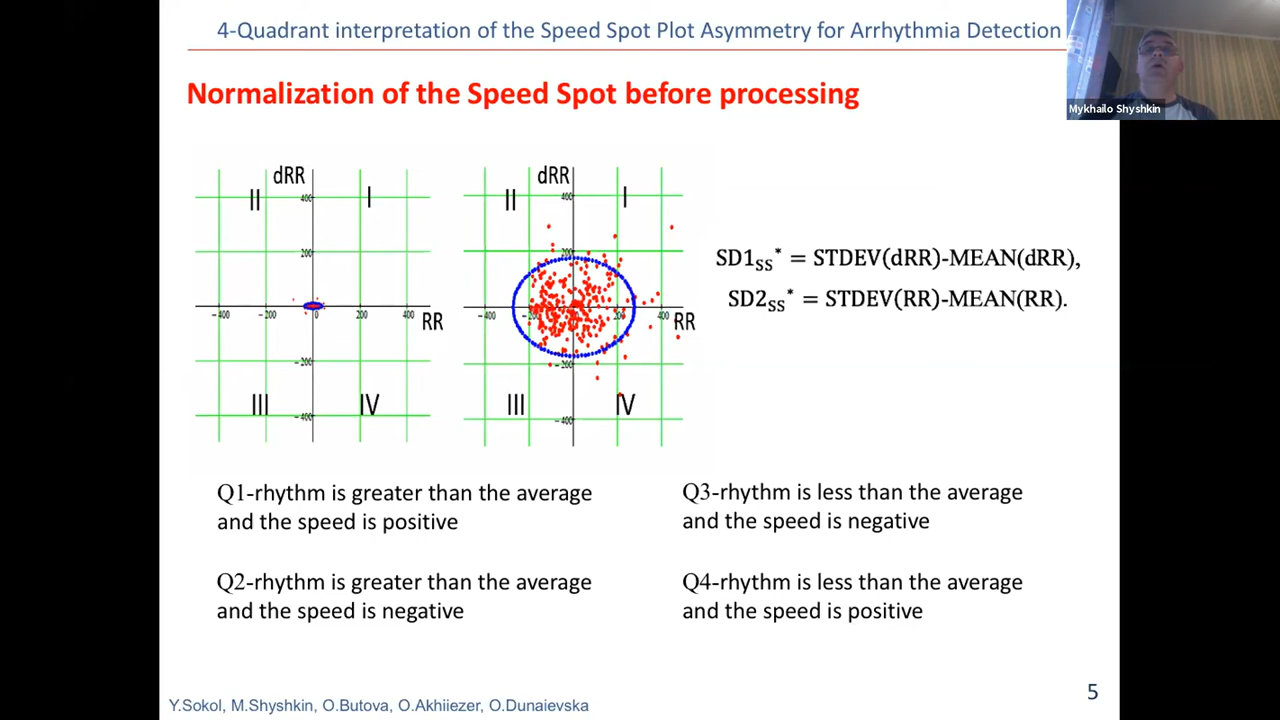 4-Quadrant interpretation of the Speed Spot Plot Asymmetry for Arrhythmia Detection
Mykhailo Shyshkin
Normalization of the Speed Spot before processing
dRR
II
I
400
200
-400
-200
0
200
400
RR
-200
III
IV
-400
dRR
II
I
400
200
-400
-200
0
200
400
RR
-200
III
IV
-400
SD1SS* = STDEV(dRR)-MEAN(dRR),
SD2SS* = STDEV(RR)-MEAN(RR).
Q1-rhythm is greater than the average
and the speed is positive
Q3-rhythm is less than the average
and the speed is negative
Q2-rhythm is greater than the average
and the speed is negative
Q4-rhythm is less than the average
and the speed is positive
Y.Sokol, M.Shyshkin, O.Butova, O.Akhiiezer, O.Dunaievska
5